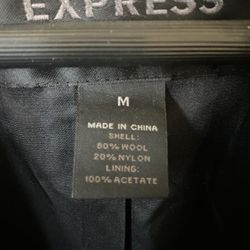 EXPRESS
M
MADE IN CHINA
SHELL:
80% WOOL
20% NYLON
LINING:
100% ACETATE